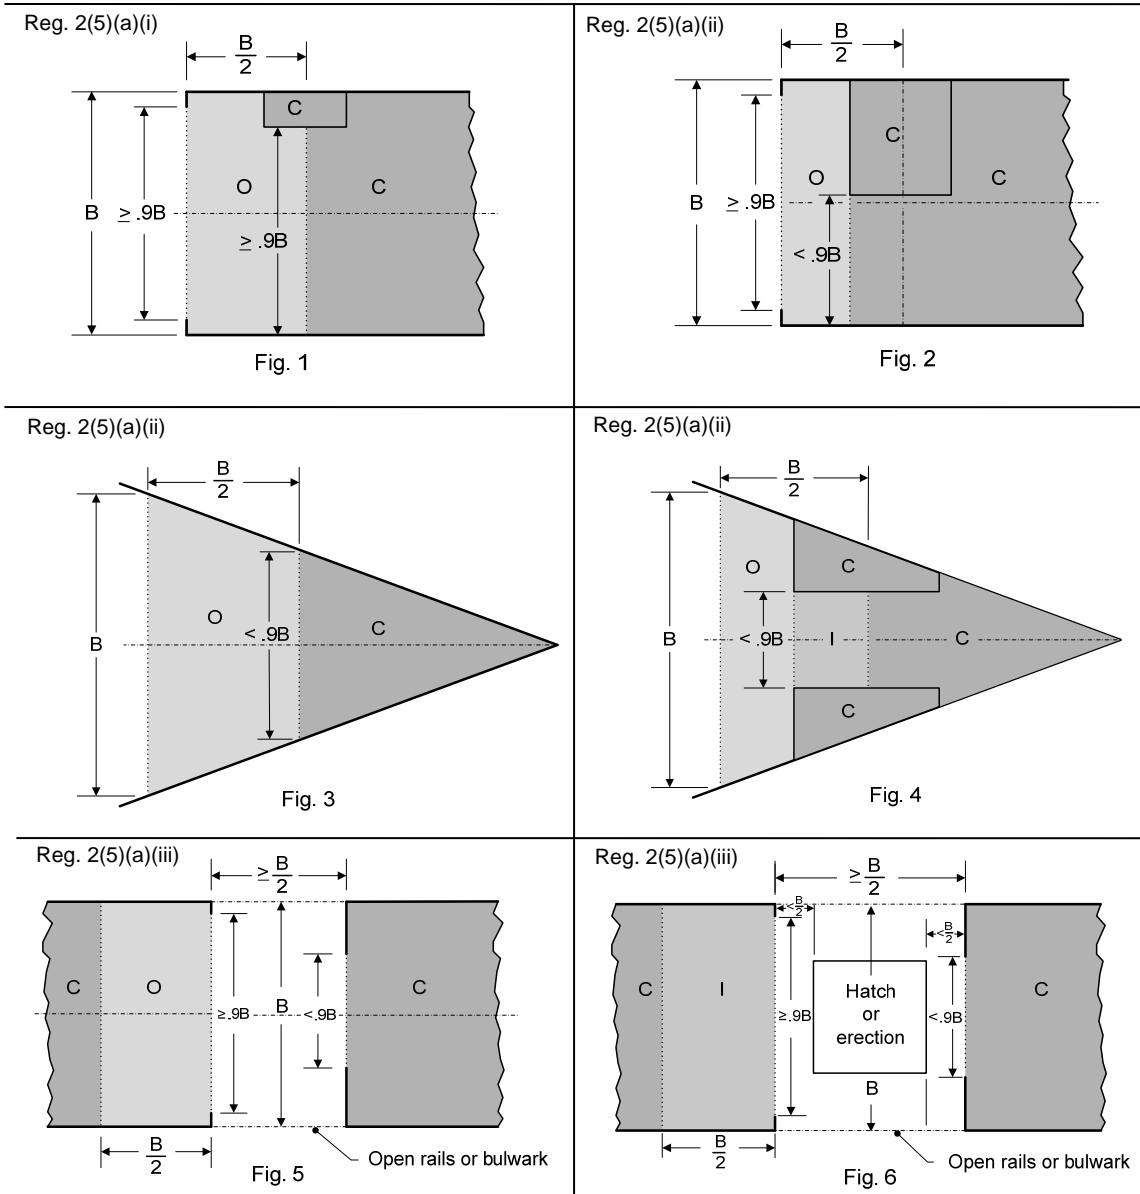 Reg. 2(5)(a)(i)
B
2
C
O
C
B
≥ .9B
≥ .9B
Fig. 1
Reg. 2(5)(a)(ii)
B
2
C
O
C
B
≥ .9B
< .9B
Fig. 2
Reg. 2(5)(a)(ii)
B
2
O
C
B
< .9B
Fig. 3
Reg. 2(5)(a)(ii)
B
2
O
C
B
< .9B
I
C
C
Fig. 4
Reg. 2(5)(a)(iii)
≥ B
2
C
O
C
≥ .9B
B
< .9B
B
2
Open rails or bulwark
Fig. 5
Reg. 2(5)(a)(iii)
≥ B
2
< B
2
< B
2
C
I
Hatch
or
erection
C
≥ .9B
< .9B
B
B
2
Open rails or bulwark
Fig. 6